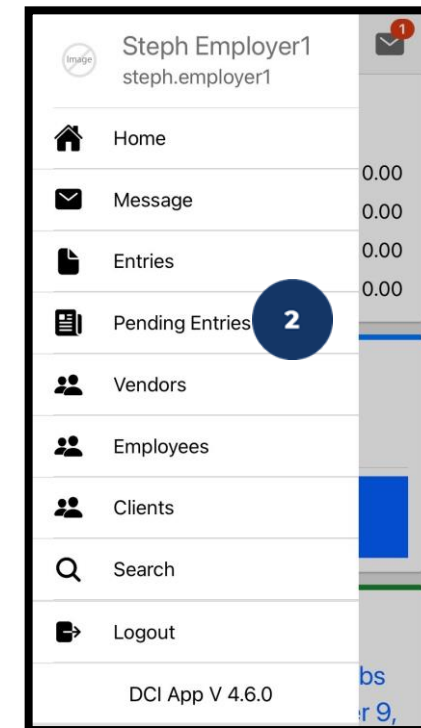 Image
Steph Employer1
steph.employer1
1
Home
0.00
Message
0.00
Entries
0.00
0.00
Pending Entries
2
Vendors
Employees
Clients
Search
Logout
DCI App V 4.6.0
bs
r 9,